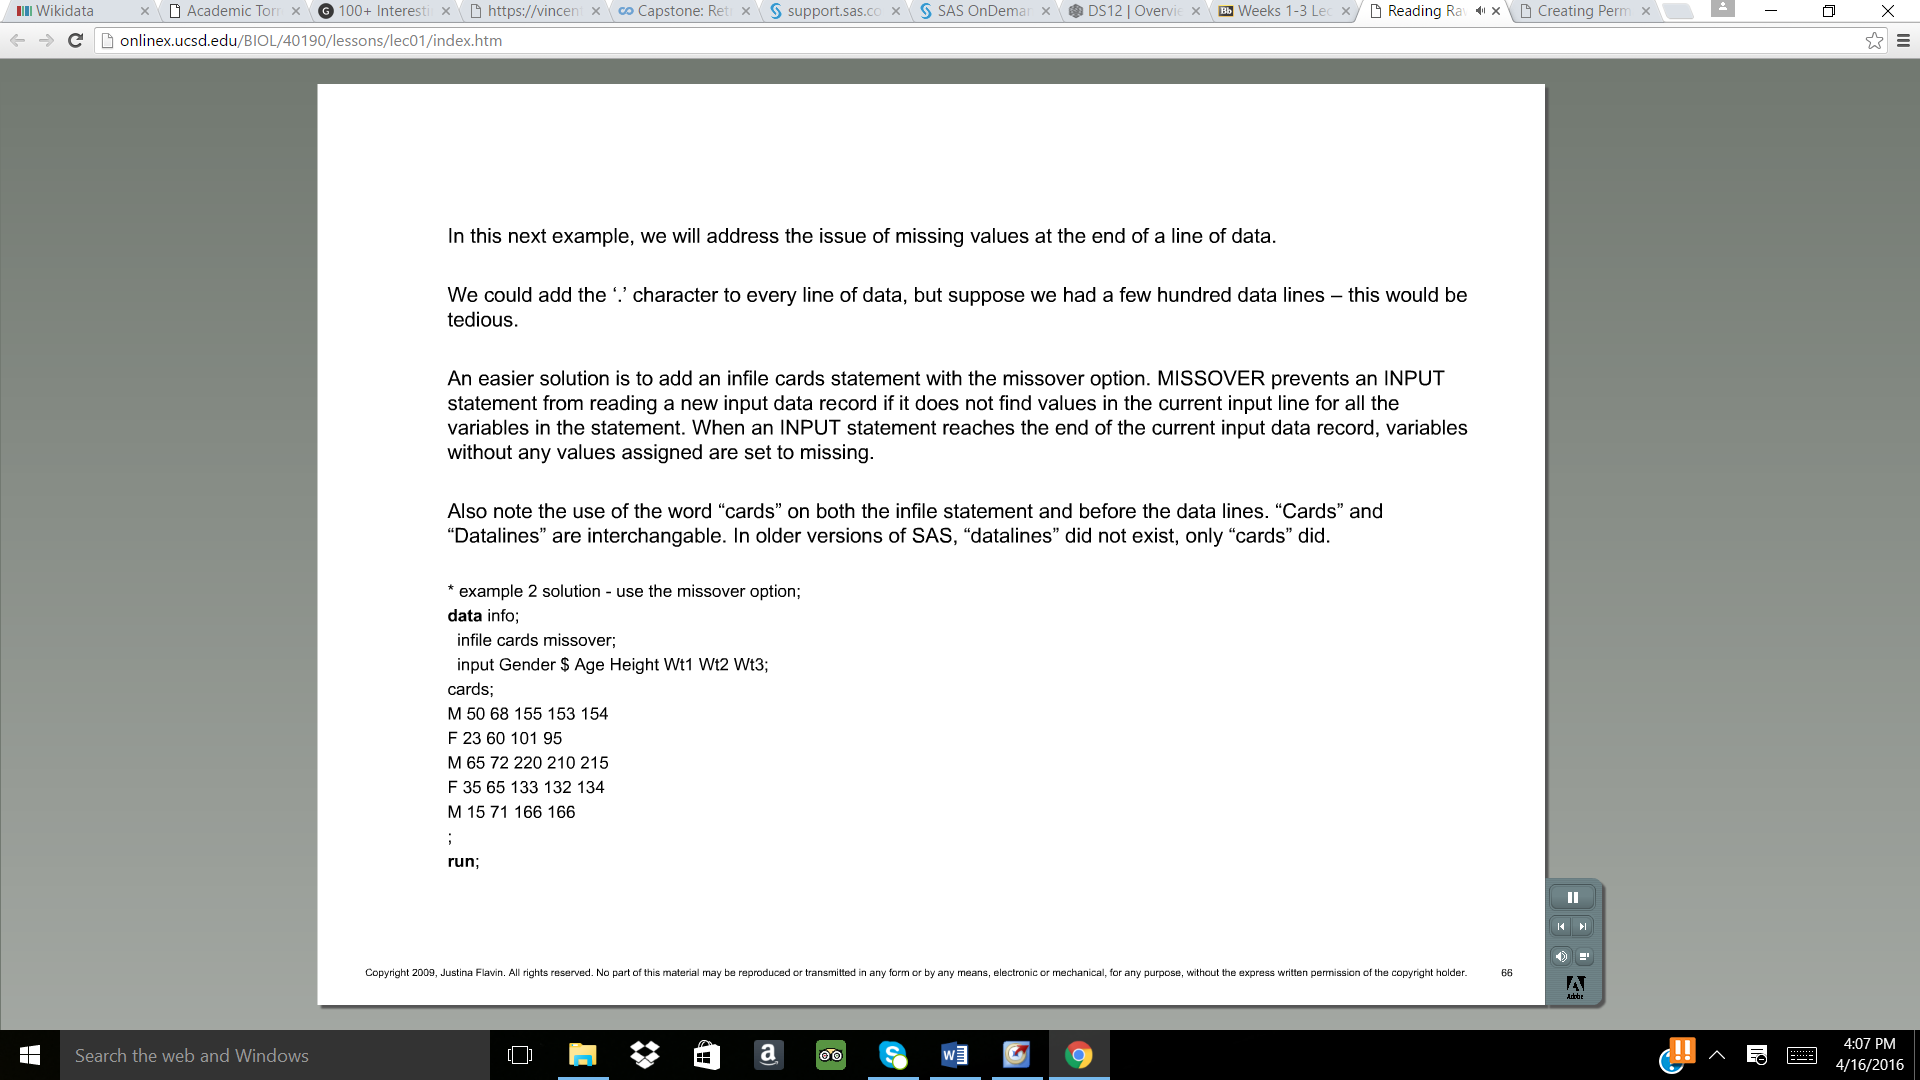 Wikidata
Academic Torr
100+ Interesti
https://vincent
Capstone: Ret
support.sas.co
SAS OnDemar
DS12 | Overvie
Weeks 1-3 Lec
Reading Rav
Creating Perm
onlinex.ucsd.edu/BIOL/40190/lessons/lec01/index.htm
In this next example, we will address the issue of missing values at the end of a line of data.
We could add the ‘.’ character to every line of data, but suppose we had a few hundred data lines – this would be
tedious.
An easier solution is to add an infile cards statement with the missover option. MISSOVER prevents an INPUT
statement from reading a new input data record if it does not find values in the current input line for all the
variables in the statement. When an INPUT statement reaches the end of the current input data record, variables
without any values assigned are set to missing.
Also note the use of the word “cards” on both the infile statement and before the data lines. “Cards” and
“Datalines” are interchangable. In older versions of SAS, “datalines” did not exist, only “cards” did.
* example 2 solution - use the missover option;
data info;
infile cards missover;
input Gender $ Age Height Wt1 Wt2 Wt3;
cards;
M 50 68 155 153 154
F 23 60 101 95
M 65 72 220 210 215
F 35 65 133 132 134
M 15 71 166 166
;
run;
Copyright 2009, Justina Flavin. All rights reserved. No part of this material may be reproduced or transmitted in any form or by any means, electronic or mechanical, for any purpose, without the express written permission of the copyright holder. 66
Adobe
Search the web and Windows
4:07 PM
4/16/2016